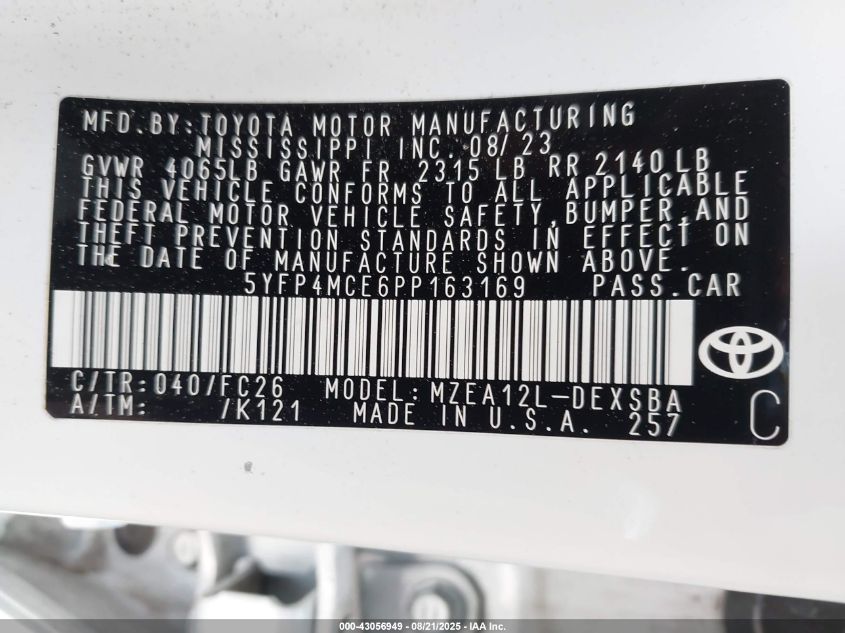 MFD.BY:TOYOTA MOTOR MANUFACTURING
MISSISSIPPI INC. 08/23
GVWR 4065LB GAWR FR 2315 LB RR 2140 LB
THIS VEHICLE CONFORMS TO ALL APPLICABLE
FEDERAL MOTOR VEHICLE SAFETY,BUMPER,AND
THEFT PREVENTION STANDARDS IN EFFECT ON
THE DATE OF MANUFACTURE SHOWN ABOVE.
5YFP4MCE6PP163169 PASS.CAR
C/TR:040/FC26 MODEL:MZEA12L-DEXSBA
A/TM: /K121 MADE IN U.S.A. 257
C
000-43056949 - 08/21/2025 - IAA Inc.